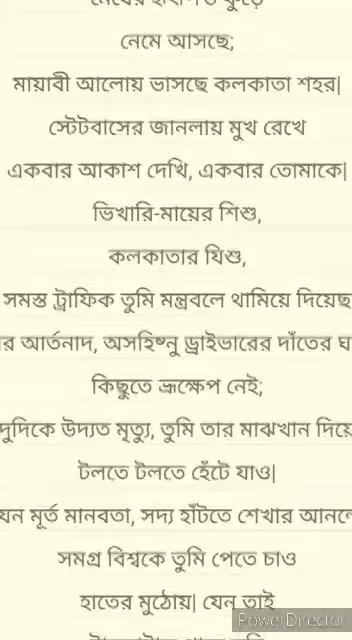 নেমে আসছে;
মায়াবী আলোয় ভাসছে কলকাতা শহর|
স্টেটবাসের জানলায় মুখ রেখে
একবার আকাশ দেখি, একবার তোমাকে|
ভিখারি-মায়ের শিশু,
কলকাতার যিশু,
সমস্ত ট্রাফিক তুমি মন্ত্রবলে থামিয়ে দিয়েছ
র আর্তনাদ, অসহিষ্নু ড্রাইভারের দাঁতের ঘ
কিছুতে ভ্রূক্ষেপ নেই;
দুদিকে উদ্যত মৃত্যু, তুমি তার মাঝখান দিয়ে
টলতে টলতে হেঁটে যাও|
যেন মূর্ত মানবতা, সদ্য হাঁটতে শেখার আনন্দে
সমগ্র বিশ্বকে তুমি পেতে চাও
হাতের মুঠোয়| যেন তাই
PowerDirector